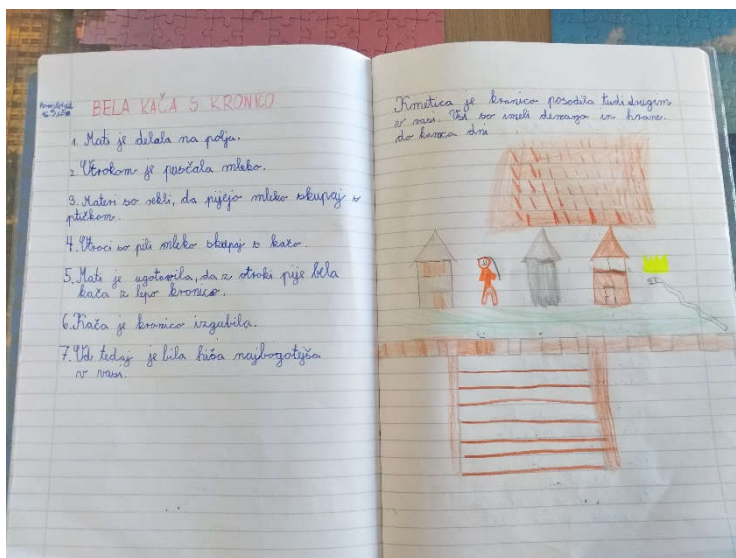 BELA KAČA S KRONICO
1. Mati je delala na polju.
2. Otrokom je puščala mleko.
3. Materi so rekli, da pijejo mleko skupaj s
ptičkom.
4. Otroci so pili mleko skupaj s kačo.
5. Mati je ugotovila, da z otroki pije bela
kača z lepo kronico.
6. Kača je kronico izgubila.
7. Od tedaj je bila hiša najbogatejša
v vasi.
Kmetica je kronico posodila tudi drugim
v vasi. Vsi so imeli denarja in hrane
do konca dni